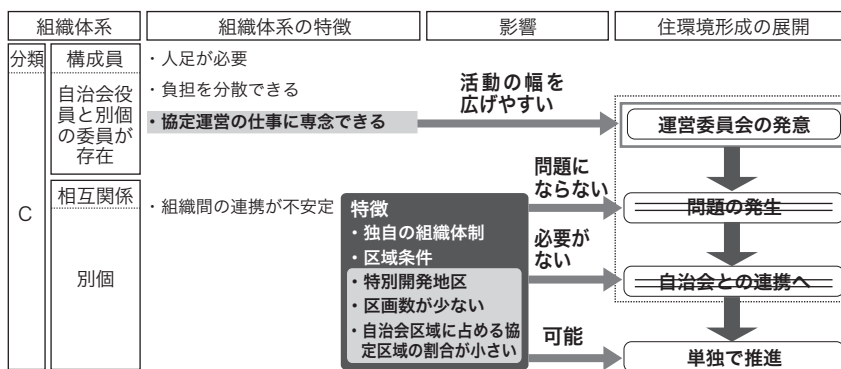 組織体系
組織体系の特徴
影響
住環境形成の展開
分類
構成員
C
自治会役
員と別個
の委員が
存在
・人足が必要
・負担を分散できる
・協定運営の仕事に専念できる
活動の幅を
広げやすい
運営委員会の発意
相互関係
別個
・組織間の連携が不安定
特徴
・独自の組織体制
・区域条件
・特別開発地区
・区画数が少ない
・自治会区域に占める協
定区域の割合が小さい
問題に
ならない
問題の発生
必要が
ない
自治会との連携へ
可能
単独で推進